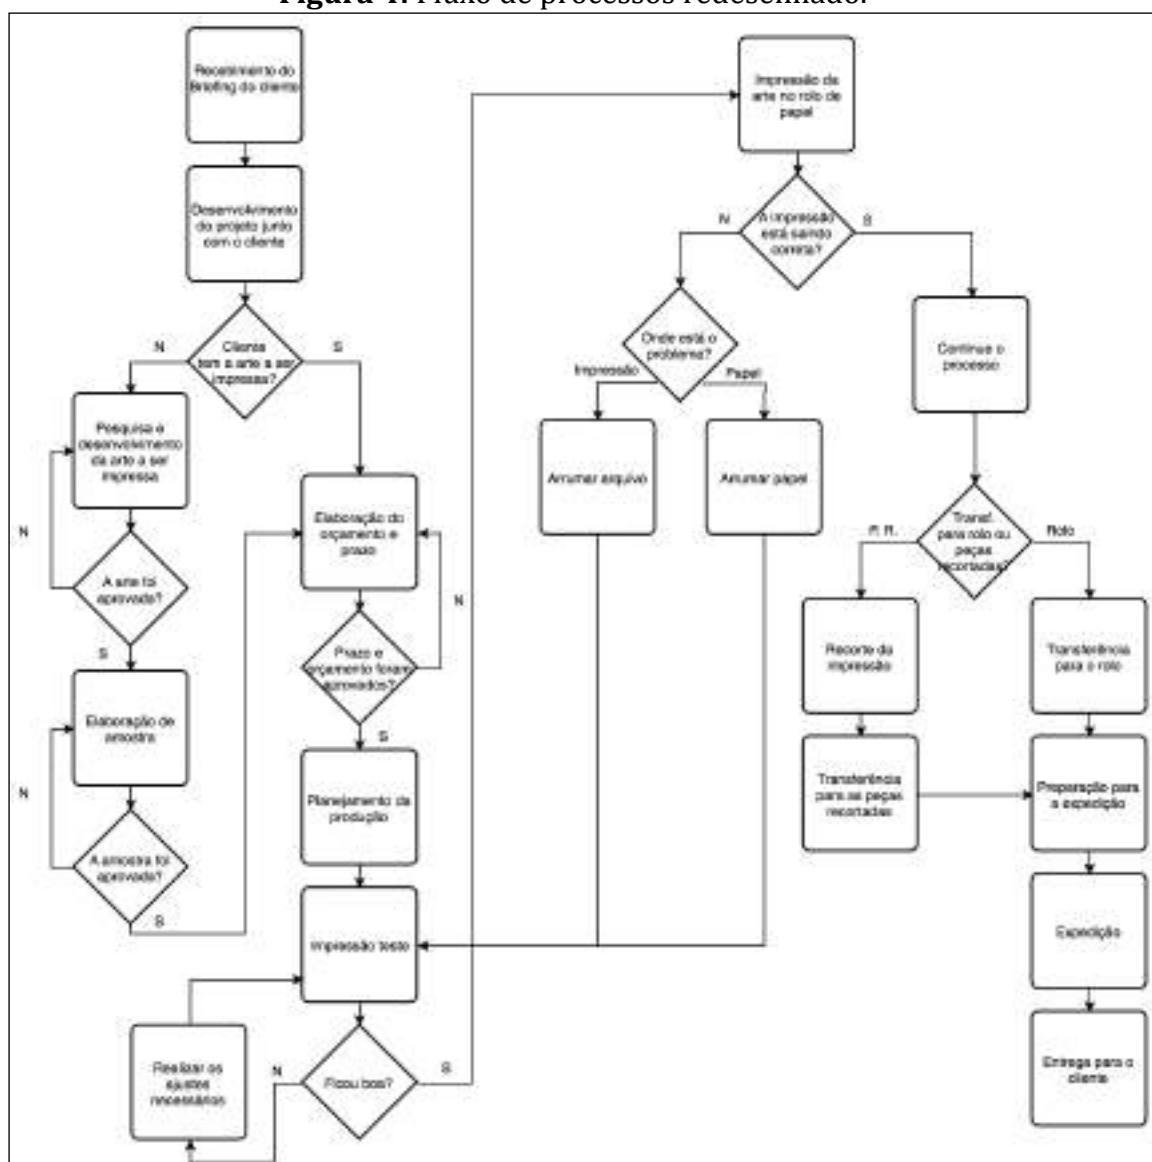 Fluxo de processos redesenhado.
Recebimento do
Briefing do cliente
Desenvolvimento
do projeto junto
com o cliente
Cliente
tem a arte a ser
impressa?
N
S
Pesquisa e
desenvolvimento
da arte a ser
impressa
N
A arte foi
aprovada?
S
Elaboração de
amostra
N
A amostra foi
aprovada?
S
Elaboração do
orçamento e
prazo
N
Prazo e
orçamento foram
aprovados?
S
Planejamento da
produção
Impressão teste
Ficou boa?
N
S
Realizar os
ajustes
necessários
Impressão da
arte no rolo de
papel
A impressão
está saindo
correta?
N
S
Onde está o
problema?
Impressão
Papel
Arrumar arquivo
Arrumar papel
Continue o
processo
Transf.
para rolo ou
peças
recortadas?
P. R.
Rolo
Recorte da
impressão
Transferência
para as peças
recortadas
Transferência
para o rolo
Preparação para
a expedição
Expedição
Entrega para o
cliente